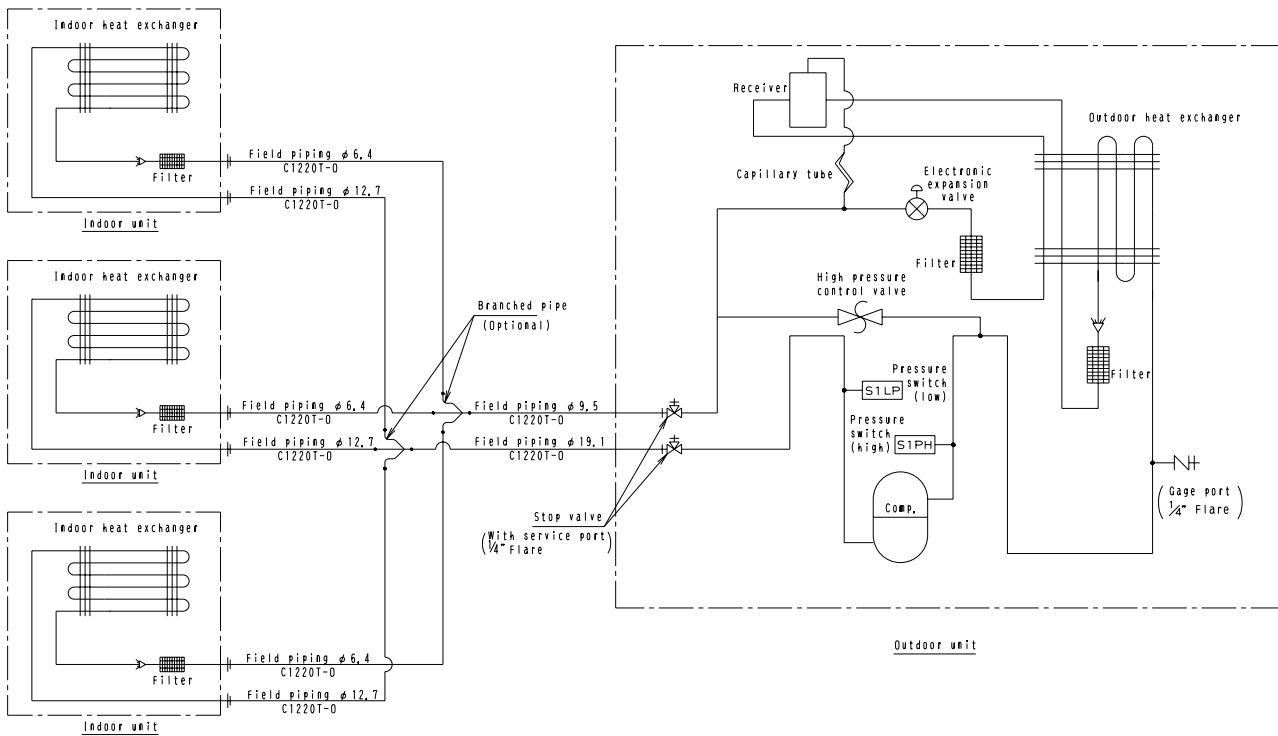 Indoor heat exchanger
Field piping φ6.4
C1220T-O
Filter
Field piping φ12.7
C1220T-O
Indoor unit
Indoor heat exchanger
Field piping φ6.4
C1220T-O
Filter
Field piping φ12.7
C1220T-O
Indoor unit
Indoor heat exchanger
Field piping φ6.4
C1220T-O
Filter
Field piping φ12.7
C1220T-O
Indoor unit
Branched pipe
(Optional)
Field piping φ9.5
C1220T-O
Field piping φ19.1
C1220T-O
Stop valve
(With service port)
1/4" Flare
Receiver
Outdoor heat exchanger
Capillary tube
Electronic
expansion
valve
Filter
High pressure
control valve
Filter
Pressure
switch
(low)
S1LP
Pressure
switch
(high)
S1PH
Comp.
(Gage port)
1/4" Flare
Outdoor unit